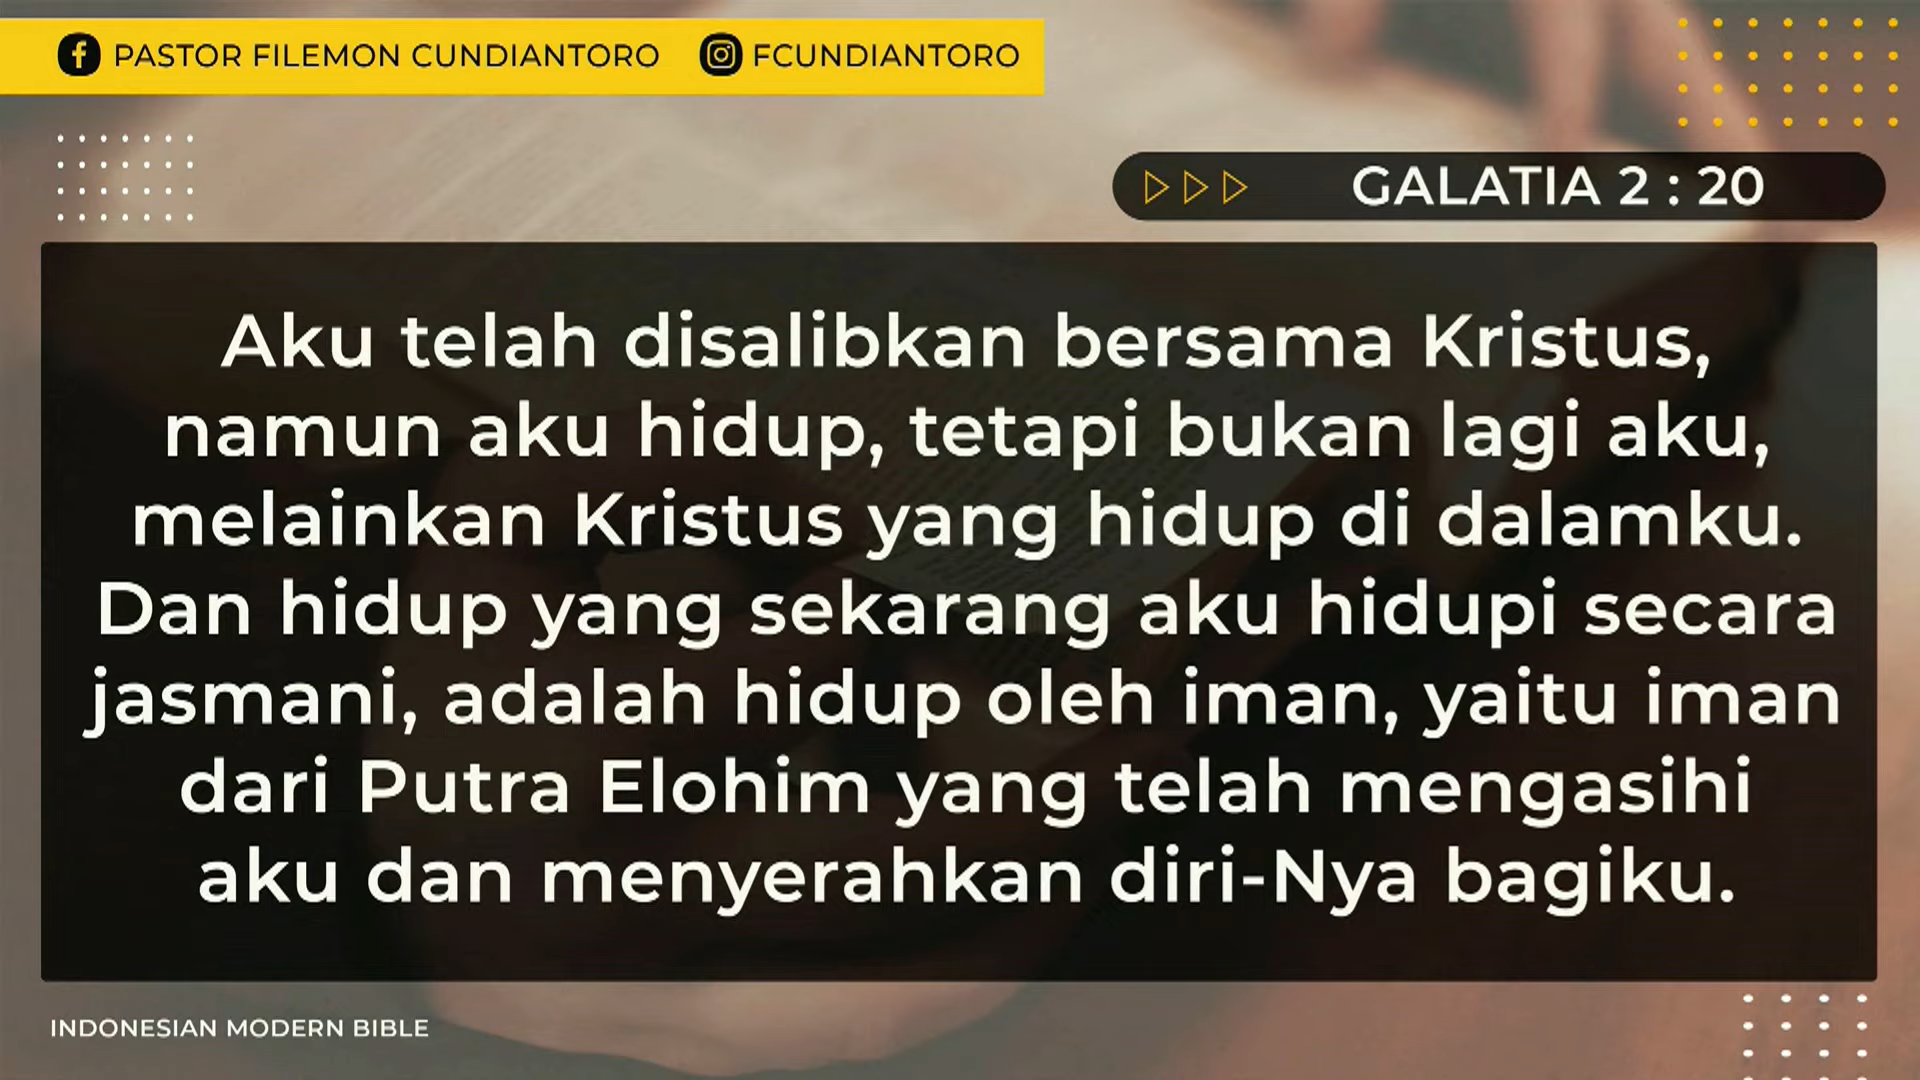 PASTOR FILEMON CUNDIANTORO FCUNDIANTORO
GALATIA 2 : 20
Aku telah disalibkan bersama Kristus,
namun aku hidup, tetapi bukan lagi aku,
melainkan Kristus yang hidup di dalamku.
Dan hidup yang sekarang aku hidupi secara
jasmani, adalah hidup oleh iman, yaitu iman
dari Putra Elohim yang telah mengasihi
aku dan menyerahkan diri-Nya bagiku.
INDONESIAN MODERN BIBLE